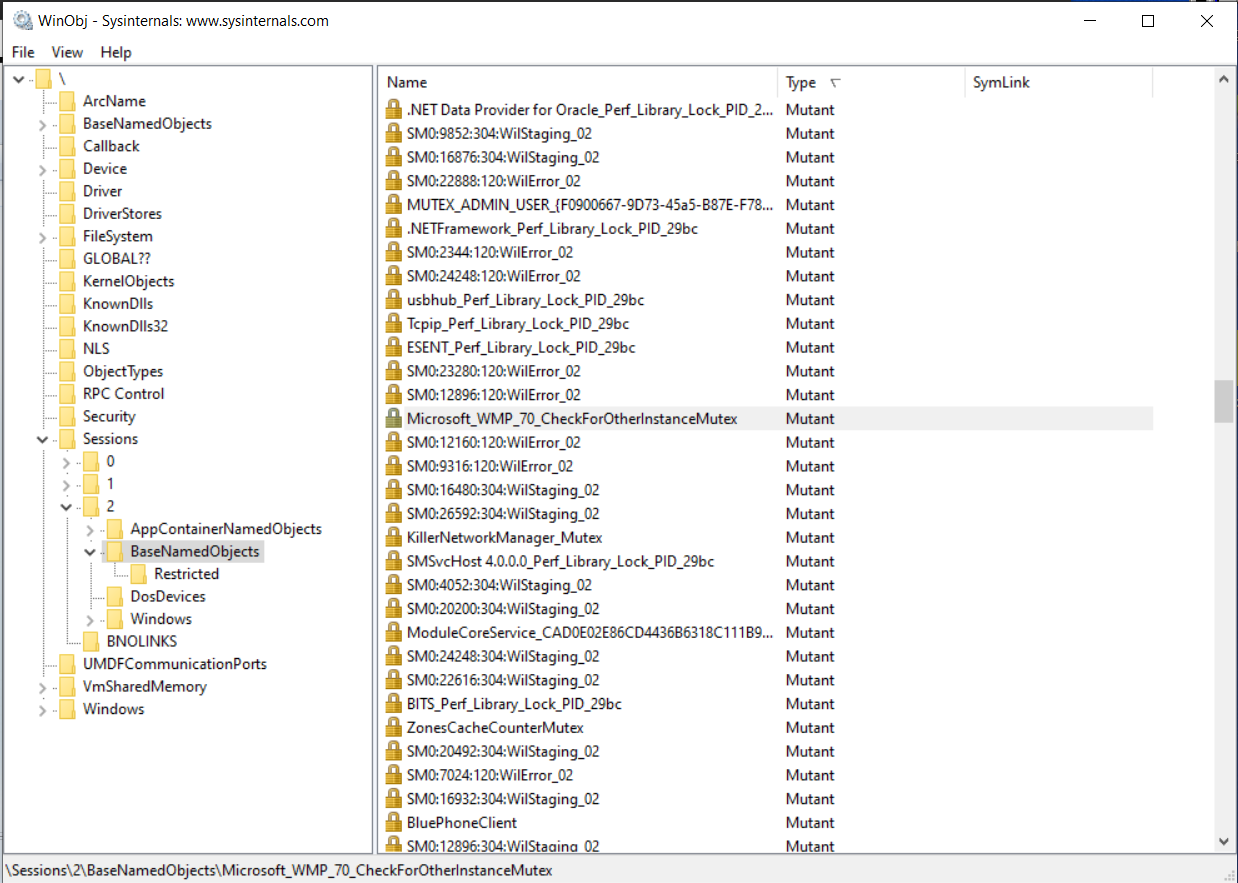 WinObj - Sysinternals: www.sysinternals.com
File View Help
\
ArcName
BaseNamedObjects
Callback
Device
Driver
DriverStores
FileSystem
GLOBAL??
KernelObjects
KnownDlls
KnownDlls32
NLS
ObjectTypes
RPC Control
Security
Sessions
0
1
2
AppContainerNamedObjects
BaseNamedObjects
Restricted
DosDevices
Windows
BNOLINKS
UMDFCommunicationPorts
VmSharedMemory
Windows
Name Type SymLink
.NET Data Provider for Oracle_Perf_Library_Lock_PID_2... Mutant
SM0:9852:304:WilStaging_02 Mutant
SM0:16876:304:WilStaging_02 Mutant
SM0:22888:120:WilError_02 Mutant
MUTEX_ADMIN_USER_{F0900667-9D73-45a5-B87E-F78... Mutant
.NETFramework_Perf_Library_Lock_PID_29bc Mutant
SM0:2344:120:WilError_02 Mutant
SM0:24248:120:WilError_02 Mutant
usbhub_Perf_Library_Lock_PID_29bc Mutant
Tcpip_Perf_Library_Lock_PID_29bc Mutant
ESENT_Perf_Library_Lock_PID_29bc Mutant
SM0:23280:120:WilError_02 Mutant
SM0:12896:120:WilError_02 Mutant
Microsoft_WMP_70_CheckForOtherInstanceMutex Mutant
SM0:12160:120:WilError_02 Mutant
SM0:9316:120:WilError_02 Mutant
SM0:16480:304:WilStaging_02 Mutant
SM0:26592:304:WilStaging_02 Mutant
KillerNetworkManager_Mutex Mutant
SMSvcHost 4.0.0.0_Perf_Library_Lock_PID_29bc Mutant
SM0:4052:304:WilStaging_02 Mutant
SM0:20200:304:WilStaging_02 Mutant
ModuleCoreService_CAD0E02E86CD4436B6318C111B9... Mutant
SM0:24248:304:WilStaging_02 Mutant
SM0:22616:304:WilStaging_02 Mutant
BITS_Perf_Library_Lock_PID_29bc Mutant
ZonesCacheCounterMutex Mutant
SM0:20492:304:WilStaging_02 Mutant
SM0:7024:120:WilError_02 Mutant
SM0:16932:304:WilStaging_02 Mutant
BluePhoneClient Mutant
SM0:12896:304:WilStaging_02 Mutant
\Sessions\2\BaseNamedObjects\Microsoft_WMP_70_CheckForOtherInstanceMutex